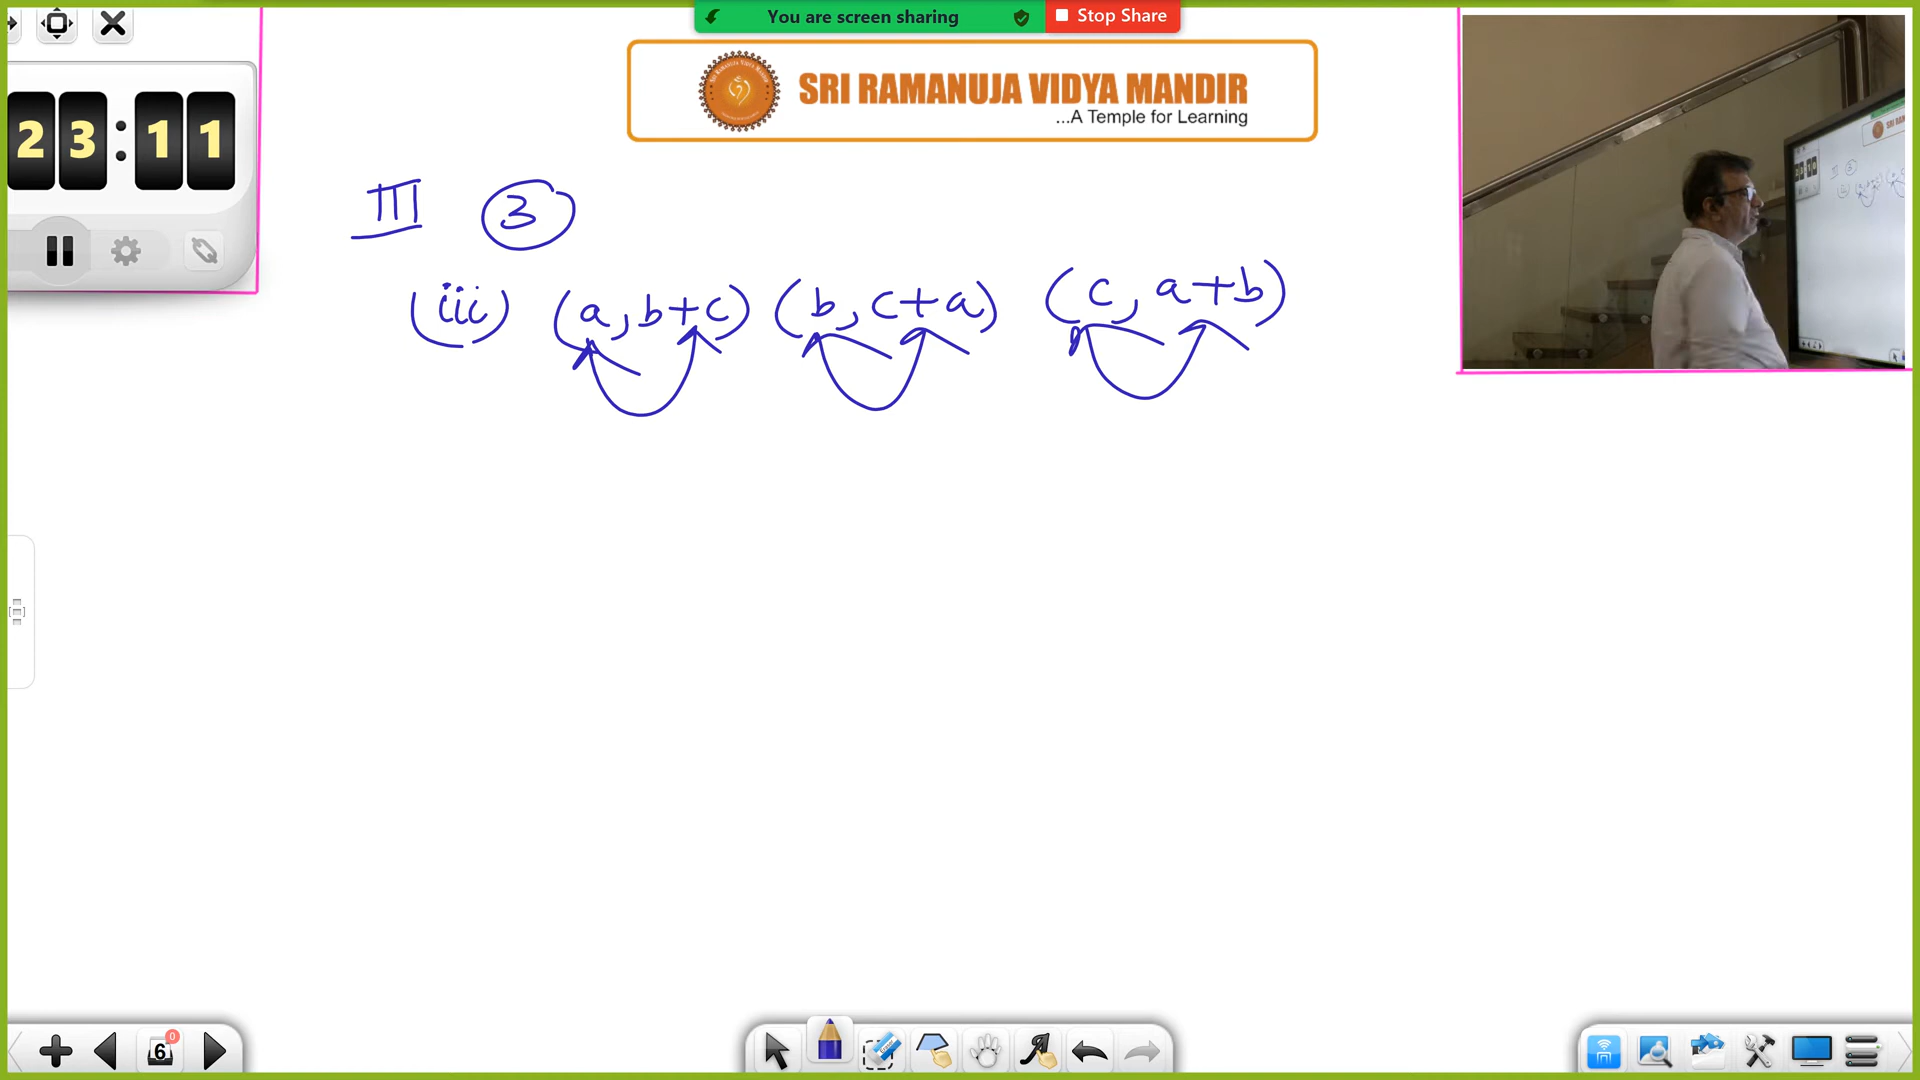 You are screen sharing
Stop Share
SRI RAMANUJA VIDYA MANDIR
...A Temple for Learning
23:11
III ③
(iii) (a, b+c) (b, c+a) (c, a+b)
6
0